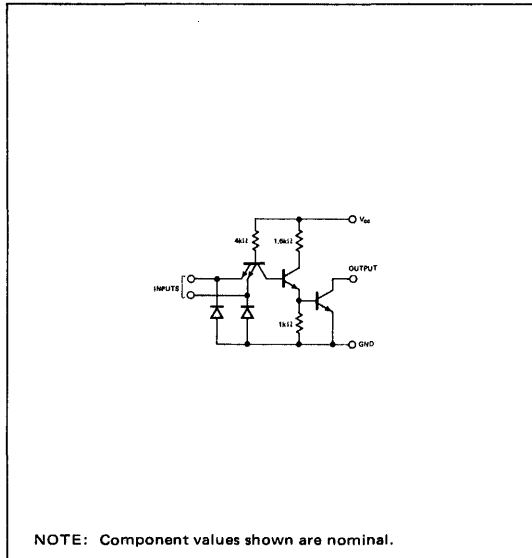 Vcc
4kΩ
1.6kΩ
OUTPUT
INPUTS
1kΩ
GND
NOTE: Component values shown are nominal.